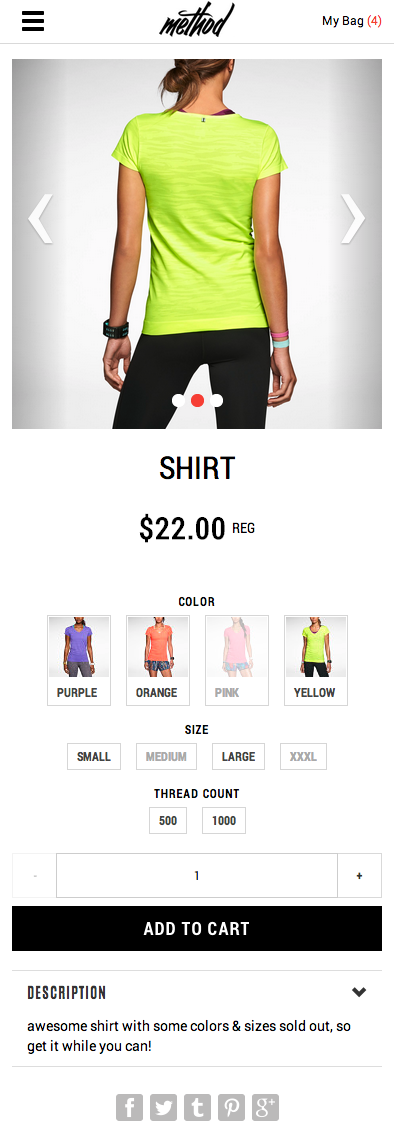 method
My Bag (4)
SHIRT
$22.00 REG
COLOR
PURPLE ORANGE PINK YELLOW
SIZE
SMALL MEDIUM LARGE XXXL
THREAD COUNT
500 1000
- 1 +
ADD TO CART
DESCRIPTION
awesome shirt with some colors & sizes sold out, so
get it while you can!
f t p g+